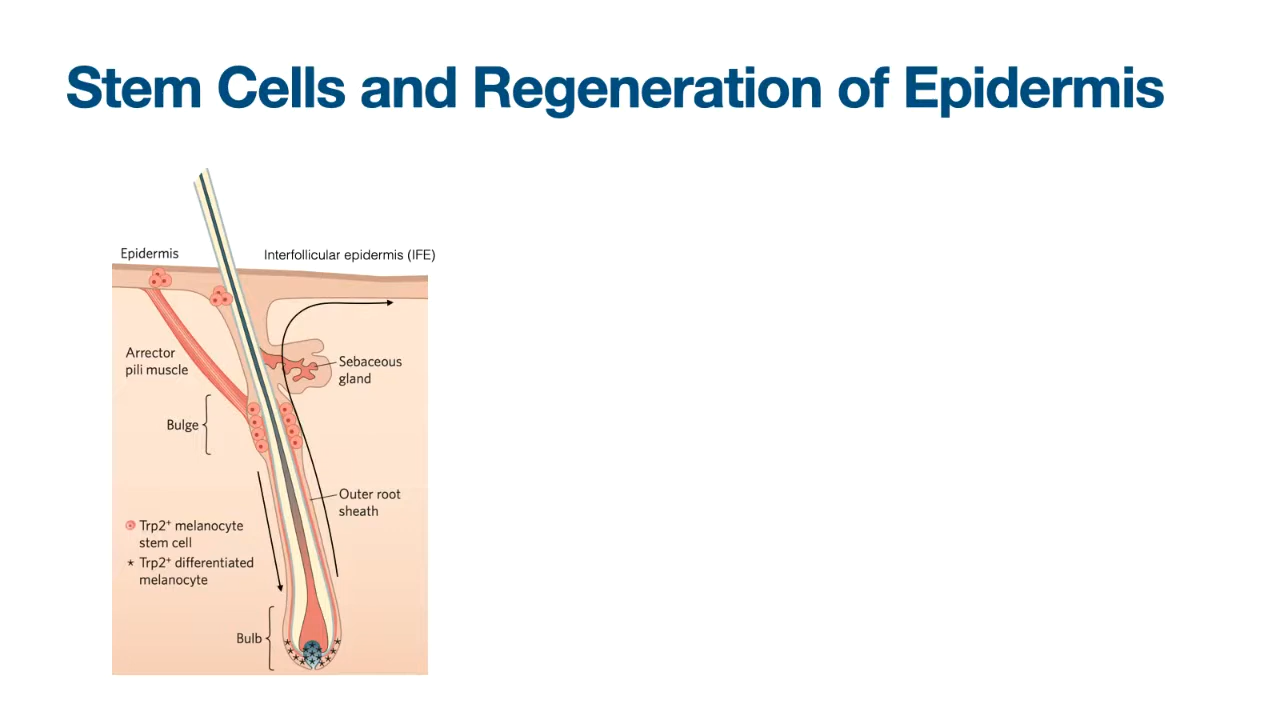 Stem Cells and Regeneration of Epidermis
Epidermis
Interfollicular epidermis (IFE)
Arrector
pili muscle
Sebaceous
gland
Bulge
Outer root
sheath
Trp2⁺ melanocyte
stem cell
* Trp2⁺ differentiated
melanocyte
Bulb